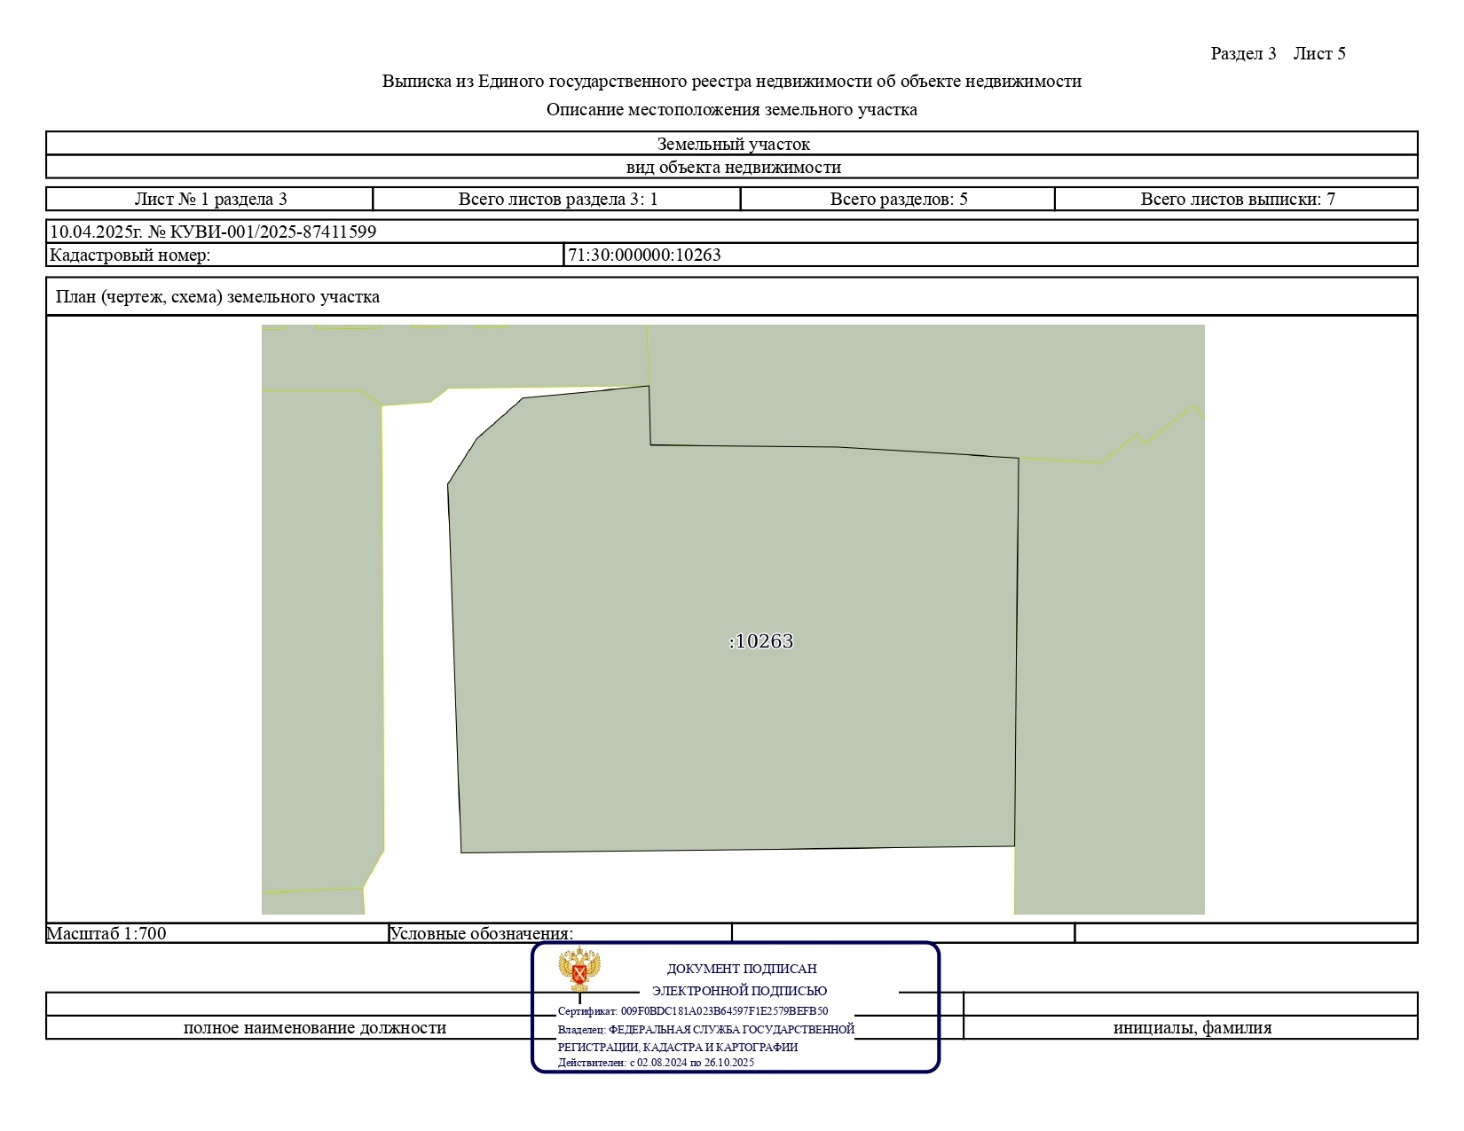 Раздел 3 Лист 5
Выписка из Единого государственного реестра недвижимости об объекте недвижимости
Описание местоположения земельного участка
Земельный участок
вид объекта недвижимости
Лист № 1 раздела 3 Всего листов раздела 3: 1 Всего разделов: 5 Всего листов выписки: 7
10.04.2025г. № КУВИ-001/2025-87411599
Кадастровый номер: 71:30:000000:10263
План (чертеж, схема) земельного участка
:10263
Масштаб 1:700 Условные обозначения:
ДОКУМЕНТ ПОДПИСАН
ЭЛЕКТРОННОЙ ПОДПИСЬЮ
Сертификат: 009F0BDC181A023B64597F1E2579BEFB50
Владелец: ФЕДЕРАЛЬНАЯ СЛУЖБА ГОСУДАРСТВЕННОЙ
РЕГИСТРАЦИИ, КАДАСТРА И КАРТОГРАФИИ
Действителен: с 02.08.2024 по 26.10.2025
полное наименование должности инициалы, фамилия